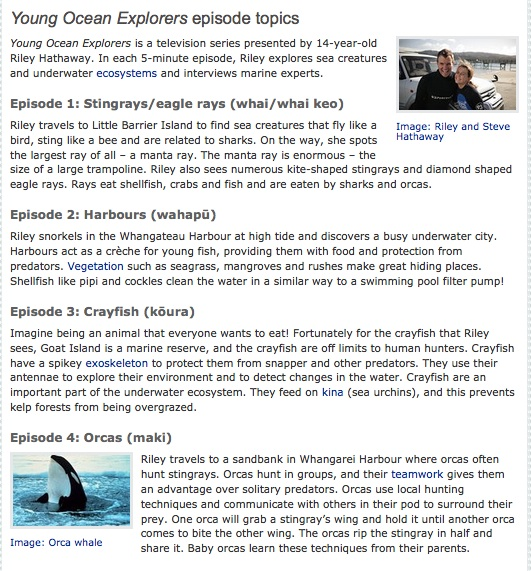 Young Ocean Explorers episode topics
Young Ocean Explorers is a television series presented by 14-year-old
Riley Hathaway. In each 5-minute episode, Riley explores sea creatures
and underwater ecosystems and interviews marine experts.
Image: Riley and Steve
Hathaway
Episode 1: Stingrays/eagle rays (whai/whai keo)
Riley travels to Little Barrier Island to find sea creatures that fly like a
bird, sting like a bee and are related to sharks. On the way, she spots
the largest ray of all – a manta ray. The manta ray is enormous – the
size of a large trampoline. Riley also sees numerous kite-shaped stingrays and diamond shaped
eagle rays. Rays eat shellfish, crabs and fish and are eaten by sharks and orcas.
Episode 2: Harbours (wahapū)
Riley snorkels in the Whangateau Harbour at high tide and discovers a busy underwater city.
Harbours act as a crèche for young fish, providing them with food and protection from
predators. Vegetation such as seagrass, mangroves and rushes make great hiding places.
Shellfish like pipi and cockles clean the water in a similar way to a swimming pool filter pump!
Episode 3: Crayfish (kōura)
Imagine being an animal that everyone wants to eat! Fortunately for the crayfish that Riley
sees, Goat Island is a marine reserve, and the crayfish are off limits to human hunters. Crayfish
have a spikey exoskeleton to protect them from snapper and other predators. They use their
antennae to explore their environment and to detect changes in the water. Crayfish are an
important part of the underwater ecosystem. They feed on kina (sea urchins), and this prevents
kelp forests from being overgrazed.
Episode 4: Orcas (maki)
Riley travels to a sandbank in Whangarei Harbour where orcas often
hunt stingrays. Orcas hunt in groups, and their teamwork gives them
an advantage over solitary predators. Orcas use local hunting
techniques and communicate with others in their pod to surround their
prey. One orca will grab a stingray's wing and hold it until another orca
comes to bite the other wing. The orcas rip the stingray in half and
share it. Baby orcas learn these techniques from their parents.
Image: Orca whale